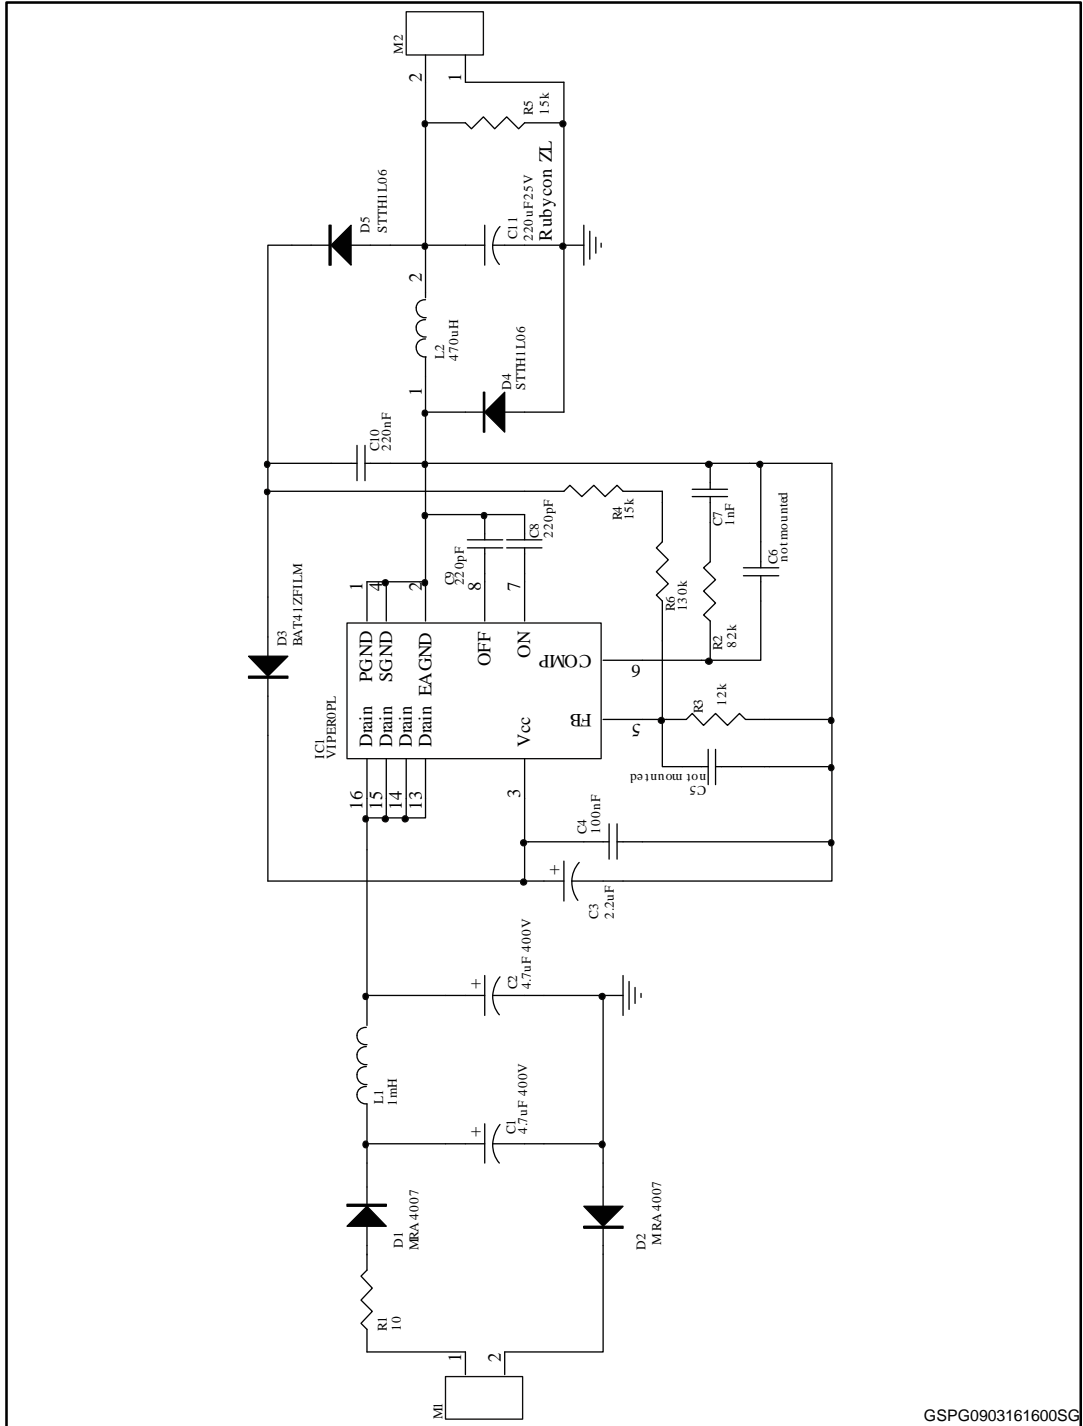 M2
2
1
R5
15k
D5
STTH1L06
C11
220uF25V
Rubycon ZL
2
L2
470uH
1
D4
STTH1L06
C10
220nF
R4
15k
C7
1nF
C6
not mounted
C8
220pF
C9
220pF
1
4
2
8
7
R6
130k
R2
82k
D3
BAT41ZFILM
IC1
VIPER0PL
Drain PGND
Drain SGND
Drain
Drain EAGND
OFF
ON
Vcc
COMP
FB
6
5
R3
12k
C5
not mounted
16
15
14
13
3
C4
100nF
+
C3
2.2uF
+
C2
4.7uF 400V
L1
1mH
+
C1
4.7uF 400V
D1
MRA4007
D2
MRA4007
R1
10
1
2
M1
GSPG0903161600SG